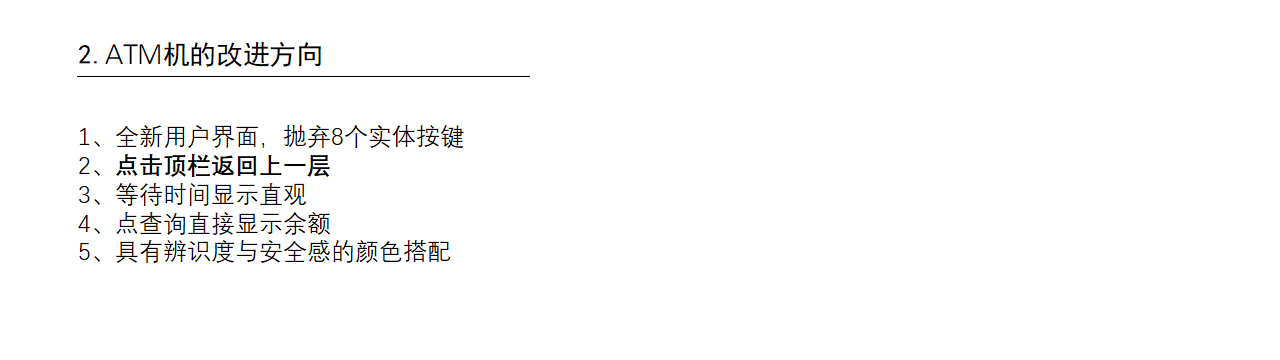 2. ATM机的改进方向
1、全新用户界面，抛弃8个实体按键
2、点击顶栏返回上一层
3、等待时间显示直观
4、点查询直接显示余额
5、具有辨识度与安全感的颜色搭配